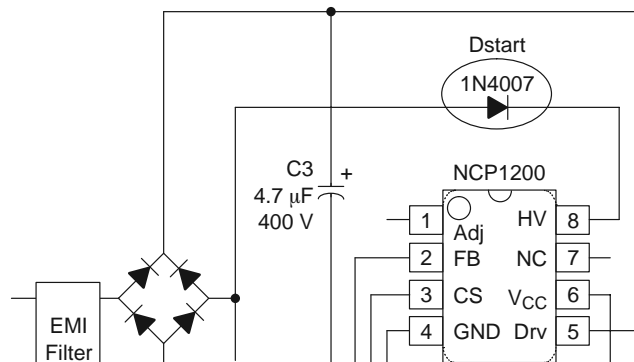 Dstart
1N4007
C3
+
4.7 μF
400 V
NCP1200
1 Adj HV 8
2 FB NC 7
3 CS VCC 6
4 GND Drv 5
EMI
Filter